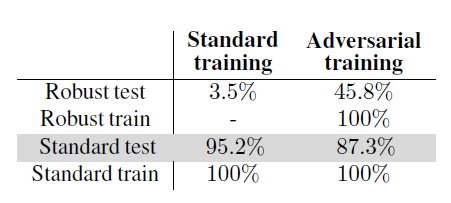 Standard training Adversarial training
Robust test 3.5% 45.8%
Robust train - 100%
Standard test 95.2% 87.3%
Standard train 100% 100%